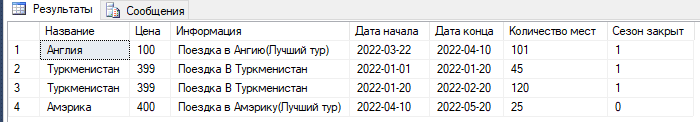 Результаты Сообщения
Название Цена Информация Дата начала Дата конца Количество мест Сезон закрыт
1 Англия 100 Поездка в Ангию(Лучший тур) 2022-03-22 2022-04-10 101 1
2 Туркменистан 399 Поездка В Туркменистан 2022-01-01 2022-01-20 45 1
3 Туркменистан 399 Поездка В Туркменистан 2022-01-20 2022-02-20 120 1
4 Амэрика 400 Поездка в Амэрику(Лучший тур) 2022-04-10 2022-05-20 25 0